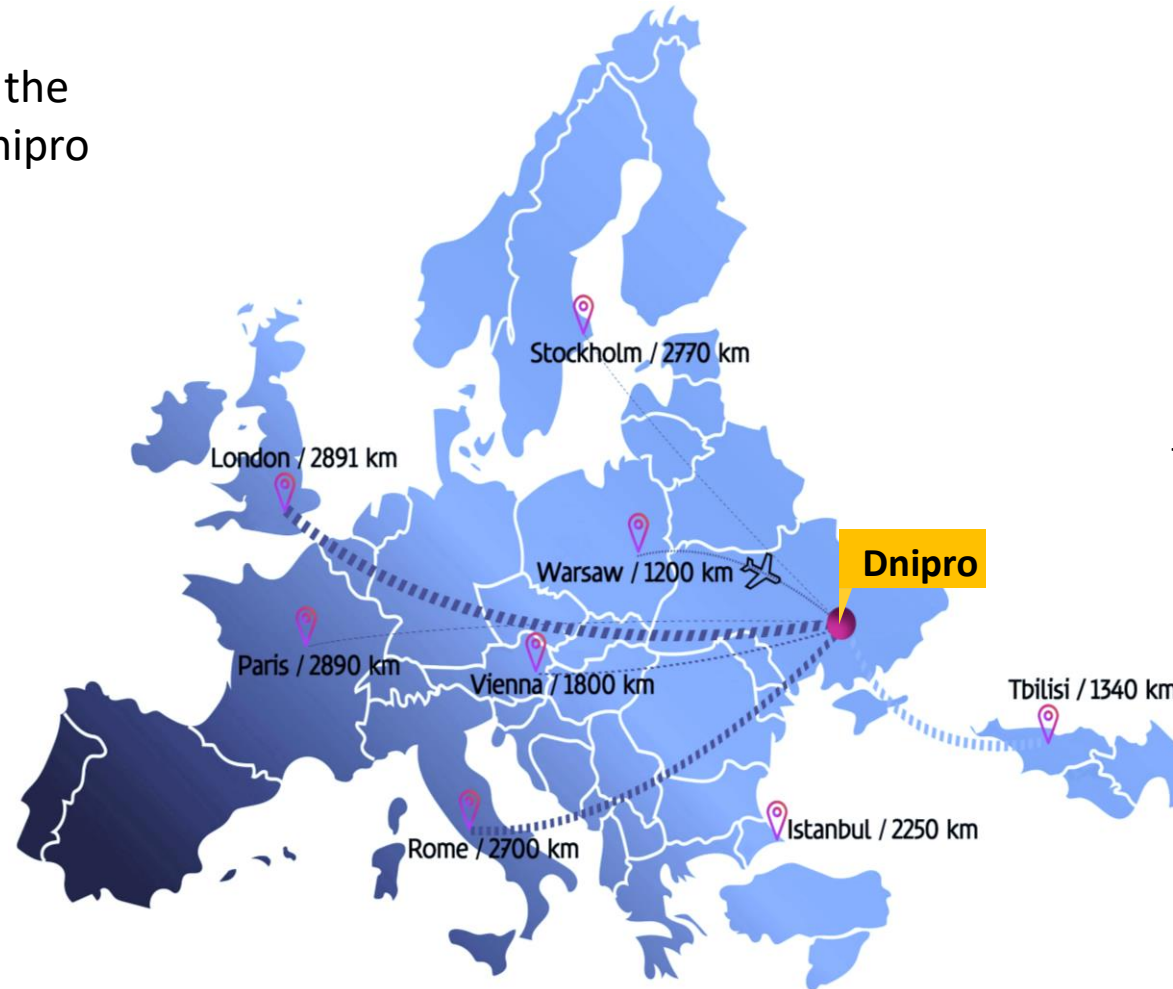 the
nipro
Stockholm / 2770 km
London / 2891 km
Warsaw / 1200 km
Dnipro
Paris / 2890 km
Vienna / 1800 km
Tbilisi / 1340 km
Rome / 2700 km
Istanbul / 2250 km